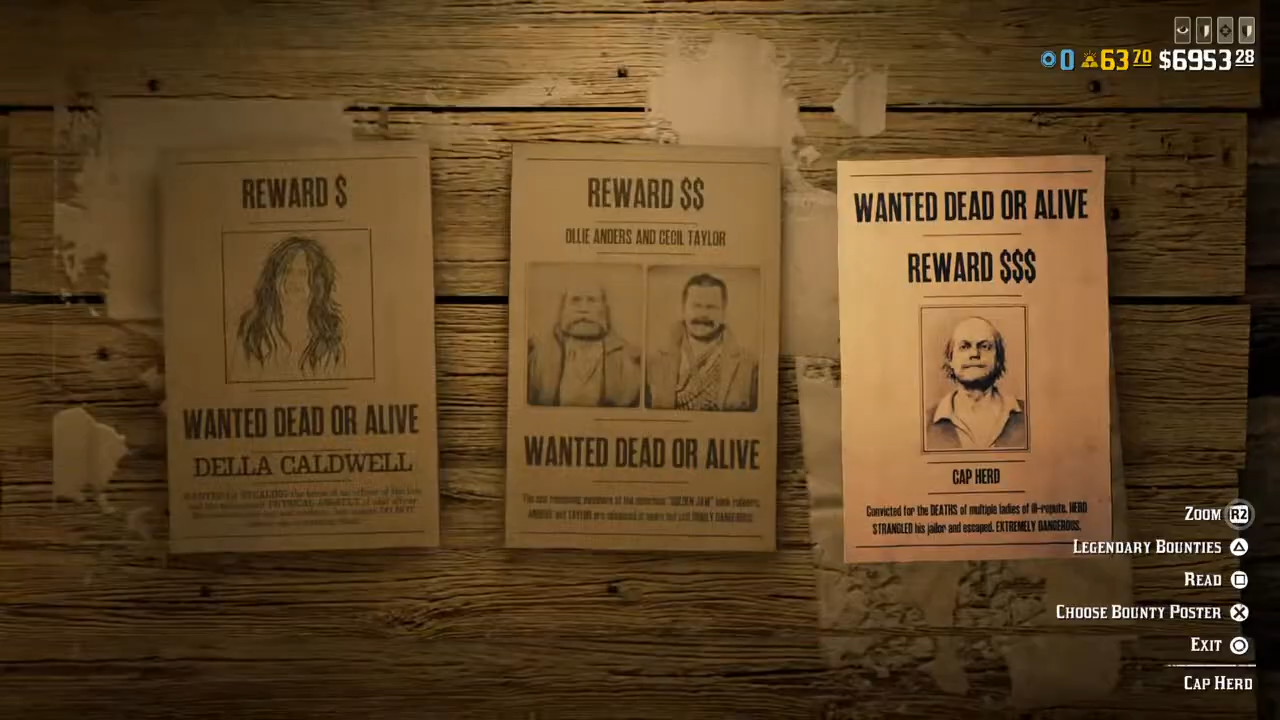 0 63 70 $6953 28
REWARD $
WANTED DEAD OR ALIVE
DELLA CALDWELL
REWARD $$
OLLIE ANDERS AND CECIL TAYLOR
WANTED DEAD OR ALIVE
WANTED DEAD OR ALIVE
REWARD $$$
CAP HERD
Convicted for the DEATHS of multiple ladies of ill-repute. HERD
STRANGLED his jailor and escaped. EXTREMELY DANGEROUS.
ZOOM R2
LEGENDARY BOUNTIES
READ
CHOOSE BOUNTY POSTER
EXIT
CAP HERD